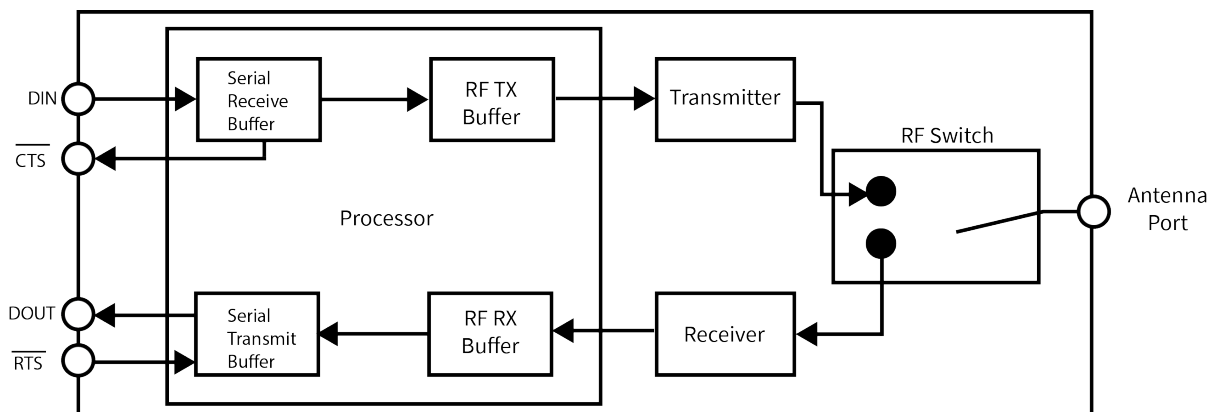 DIN
Serial
Receive
Buffer
RF TX
Buffer
Transmitter
CTS
RF Switch
Antenna
Port
Processor
DOUT
Serial
Transmit
Buffer
RF RX
Buffer
Receiver
RTS